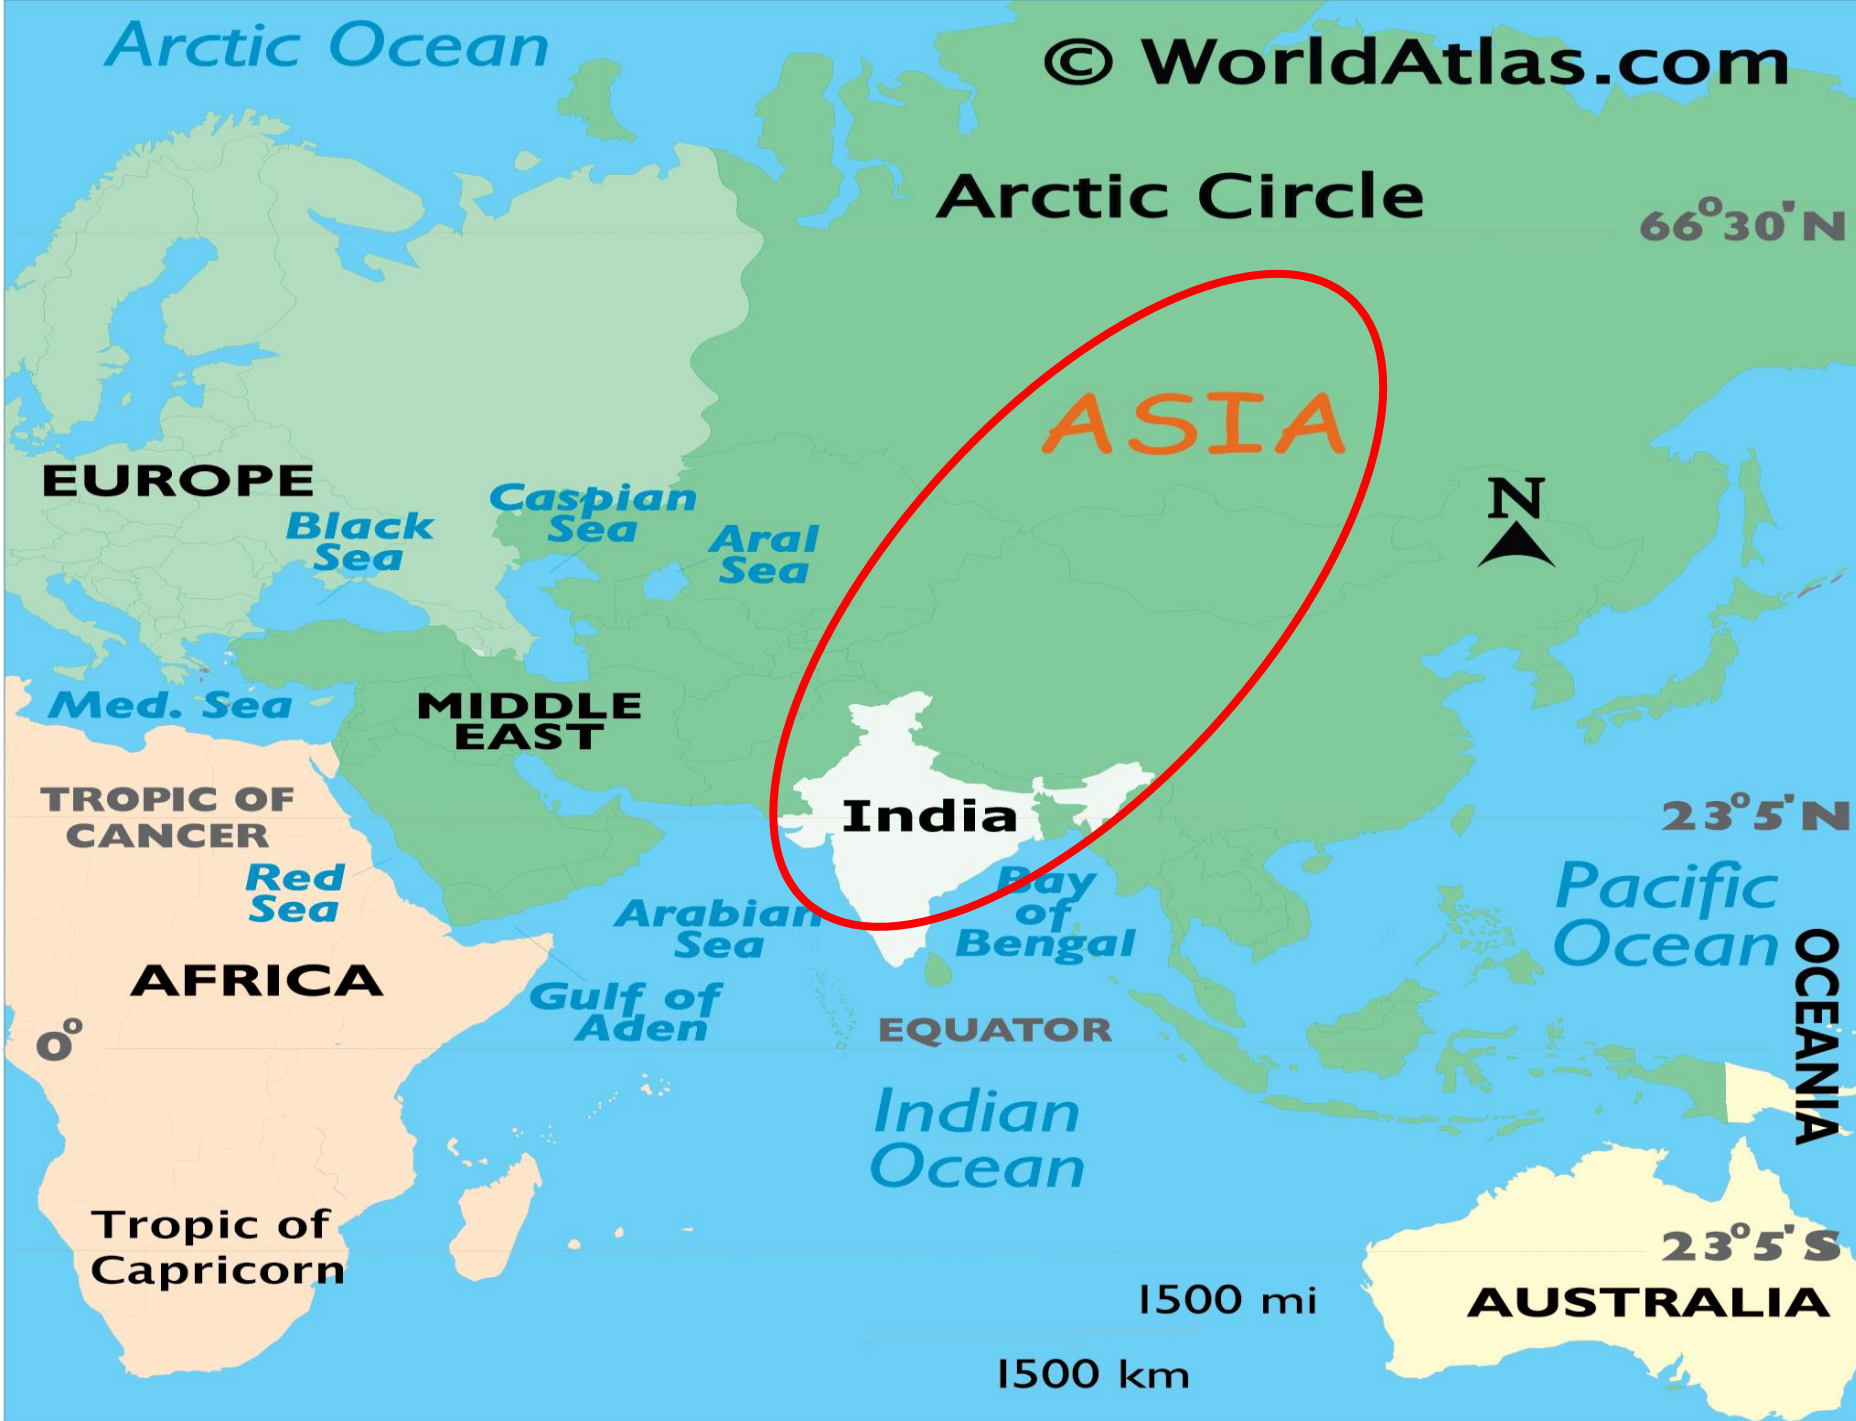 Arctic Ocean
© WorldAtlas.com
Arctic Circle
66°30'N
ASIA
EUROPE
Black
Sea
Caspian
Sea
Aral
Sea
N
Med. Sea
MIDDLE
EAST
TROPIC OF
CANCER
India
23°5'N
Red
Sea
Arabian
Sea
Bay
of
Bengal
Pacific
Ocean
AFRICA
Gulf of
Aden
OCEANIA
0°
EQUATOR
Indian
Ocean
Tropic of
Capricorn
23°5'S
AUSTRALIA
1500 mi
1500 km